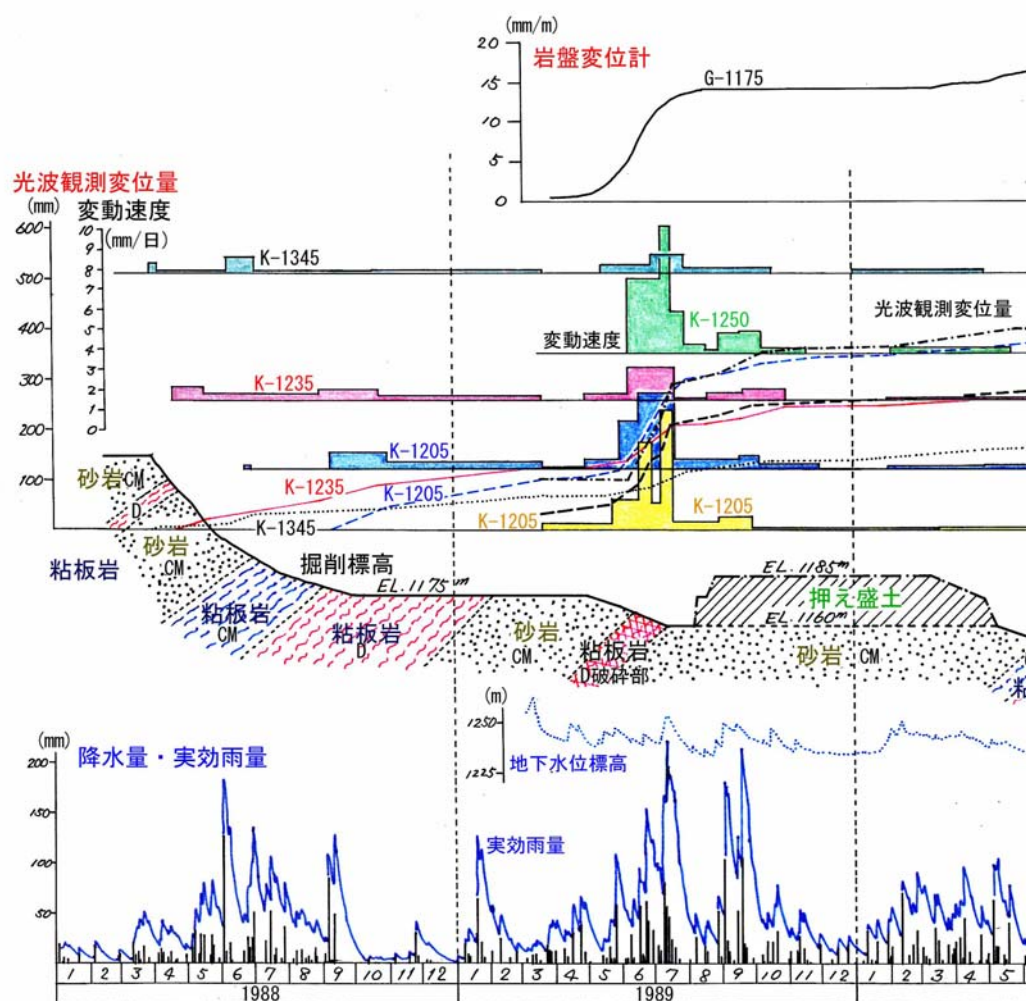 (mm/m)
20
岩盤変位計
G-1175
15
10
5
0
光波観測変位量
(mm)
変動速度
600
500
400
300
200
100
(mm/日)
10
9
8
7
6
5
4
3
2
1
0
K-1345
K-1250
光波観測変位量
変動速度
K-1235
K-1205
K-1235
K-1205
K-1345
K-1205
K-1205
砂岩
CM
D
砂岩
CM
粘板岩
掘削標高
EL.1175m
EL.1185m
押え盛土
EL.1160m
粘板岩
CM
粘板岩
D
砂岩
CM
粘板岩
D破砕部
砂岩
CM
粘
(m)
1250
1225
地下水位標高
(mm)
降水量・実効雨量
200
150
100
50
実効雨量
1 2 3 4 5 6 7 8 9 10 11 12 1 2 3 4 5 6 7 8 9 10 11 12 1 2 3 4 5
1988 1989